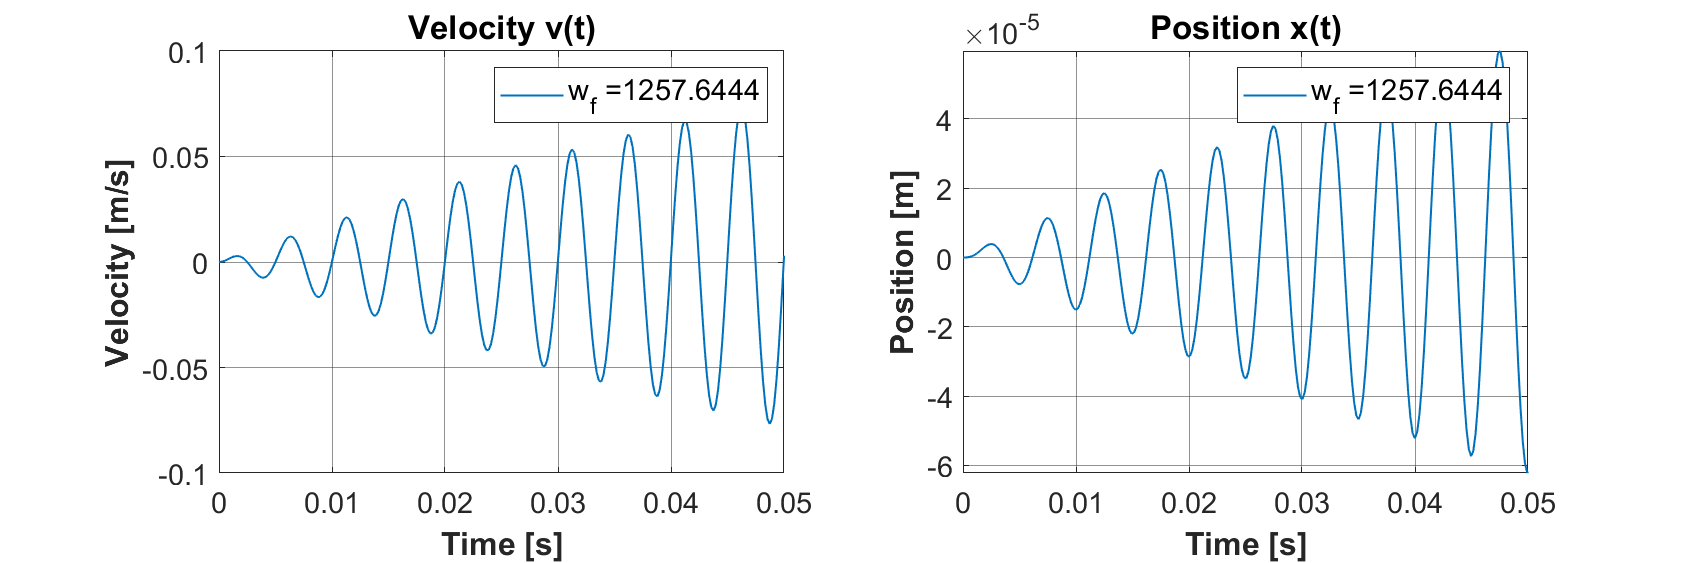 Velocity v(t)
0.1
0.05
0
-0.05
-0.1
Velocity [m/s]
w_f =1257.6444
0 0.01 0.02 0.03 0.04 0.05
Time [s]
Position x(t)
×10^-5
4
2
0
-2
-4
-6
Position [m]
w_f =1257.6444
0 0.01 0.02 0.03 0.04 0.05
Time [s]